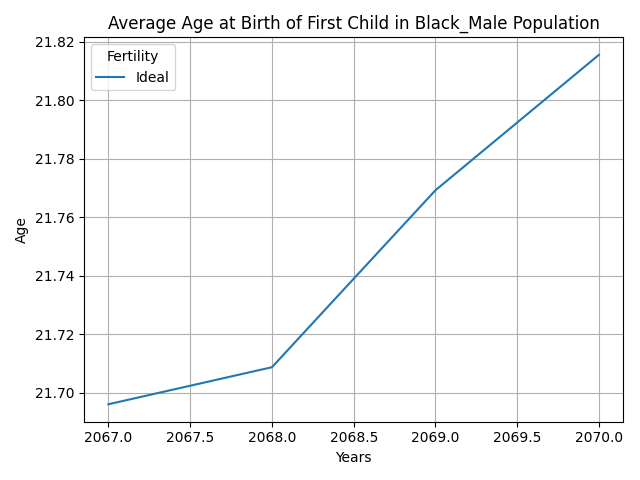 Average Age at Birth of First Child in Black_Male Population
21.82
21.80
21.78
21.76
21.74
21.72
21.70
Age
Fertility
Ideal
2067.0 2067.5 2068.0 2068.5 2069.0 2069.5 2070.0
Years